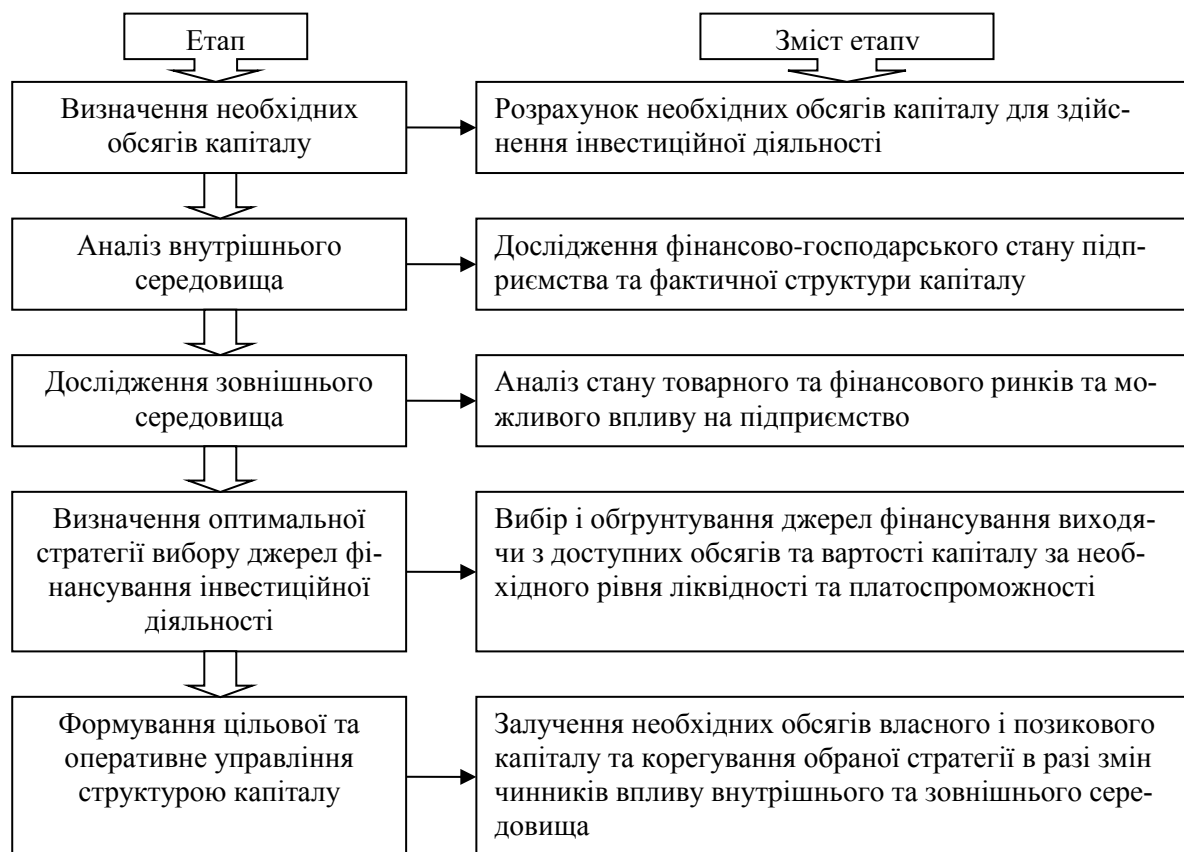 Етап
Зміст етапу
Визначення необхідних
обсягів капіталу
Розрахунок необхідних обсягів капіталу для здійс-
нення інвестиційної діяльності
Аналіз внутрішнього
середовища
Дослідження фінансово-господарського стану під-
приємства та фактичної структури капіталу
Дослідження зовнішнього
середовища
Аналіз стану товарного та фінансового ринків та мо-
жливого впливу на підприємство
Визначення оптимальної
стратегії вибору джерел фі-
нансування інвестиційної
діяльності
Вибір і обґрунтування джерел фінансування виходя-
чи з доступних обсягів та вартості капіталу за необ-
хідного рівня ліквідності та платоспроможності
Формування цільової та
оперативне управління
структурою капіталу
Залучення необхідних обсягів власного і позикового
капіталу та корегування обраної стратегії в разі змін
чинників впливу внутрішнього та зовнішнього сере-
довища